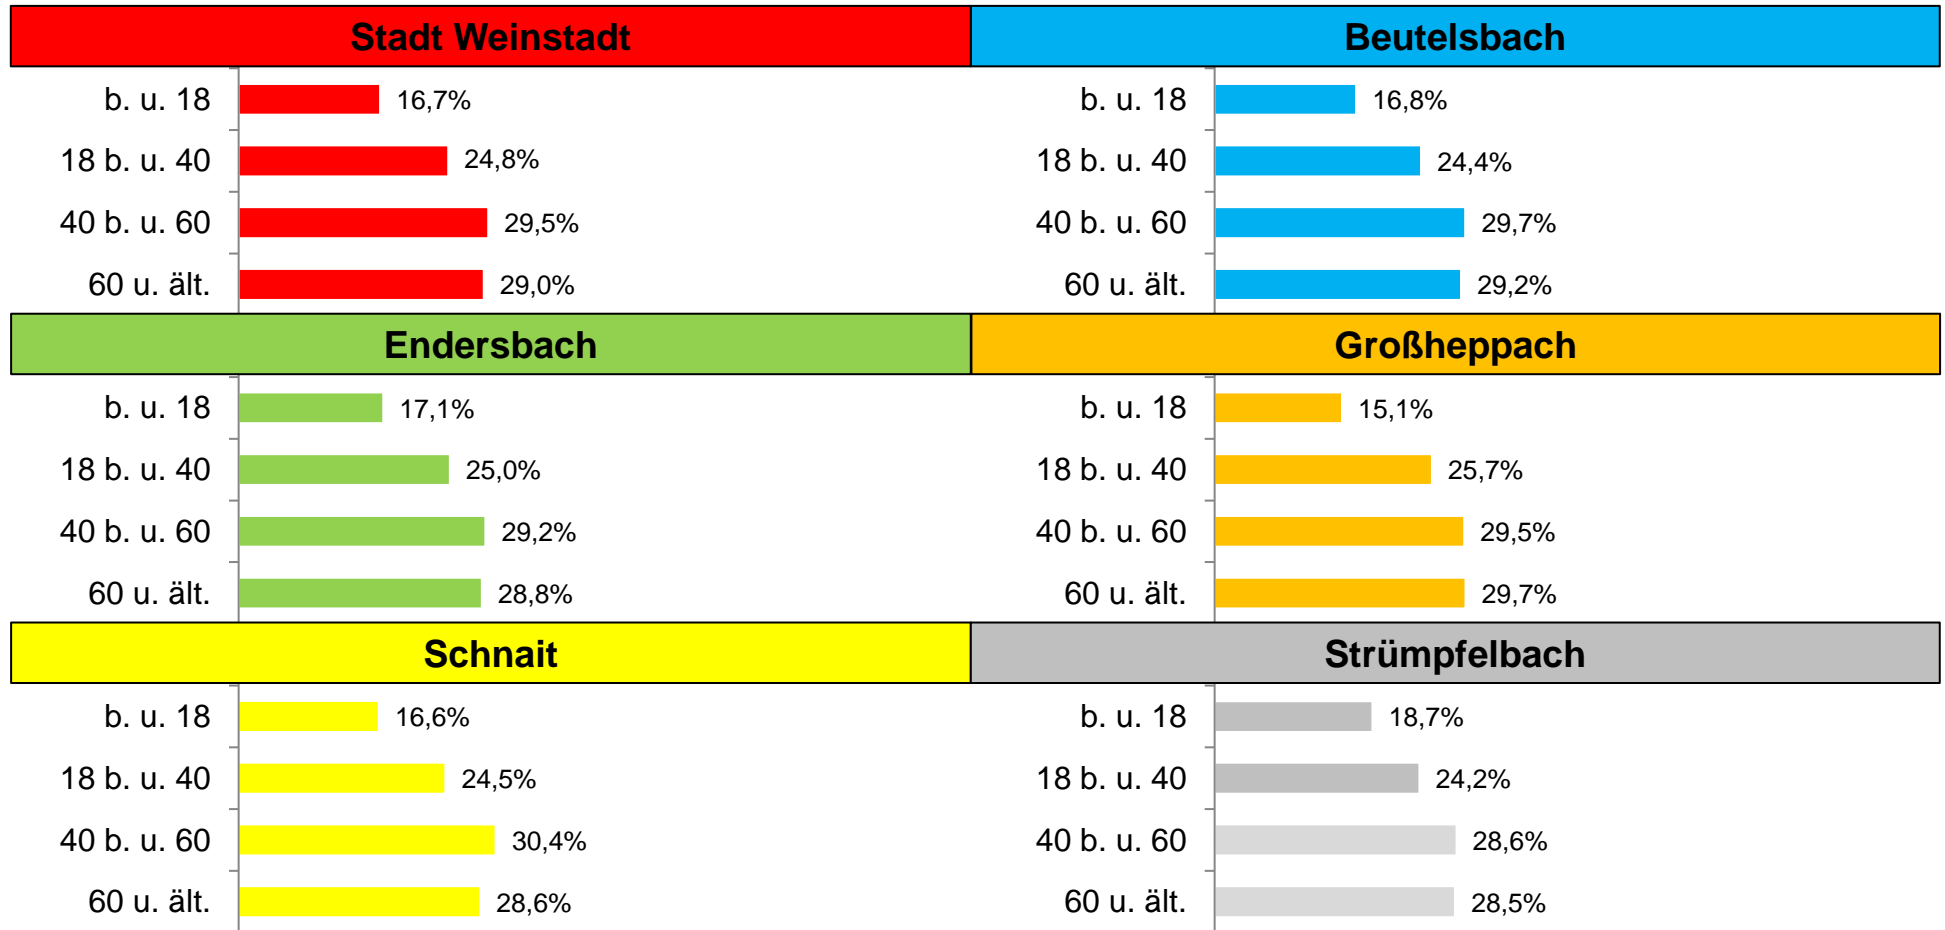 Stadt Weinstadt
b. u. 18 16,7%
18 b. u. 40 24,8%
40 b. u. 60 29,5%
60 u. ält. 29,0%
Beutelsbach
b. u. 18 16,8%
18 b. u. 40 24,4%
40 b. u. 60 29,7%
60 u. ält. 29,2%
Endersbach
b. u. 18 17,1%
18 b. u. 40 25,0%
40 b. u. 60 29,2%
60 u. ält. 28,8%
Großheppach
b. u. 18 15,1%
18 b. u. 40 25,7%
40 b. u. 60 29,5%
60 u. ält. 29,7%
Schnait
b. u. 18 16,6%
18 b. u. 40 24,5%
40 b. u. 60 30,4%
60 u. ält. 28,6%
Strümpfelbach
b. u. 18 18,7%
18 b. u. 40 24,2%
40 b. u. 60 28,6%
60 u. ält. 28,5%